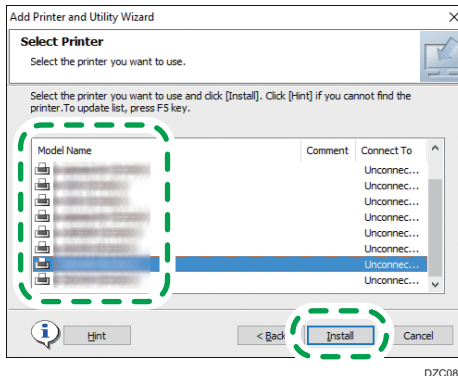 Add Printer and Utility Wizard
Select Printer
Select the printer you want to use.
Select the printer you want to use and click [Install]. Click [Hint] if you cannot find the
printer.To update list, press F5 key.
Model Name Comment Connect To
Unconnec...
Unconnec...
Unconnec...
Unconnec...
Unconnec...
Unconnec...
Unconnec...
Unconnec...
Hint < Back Install Cancel
DZC08